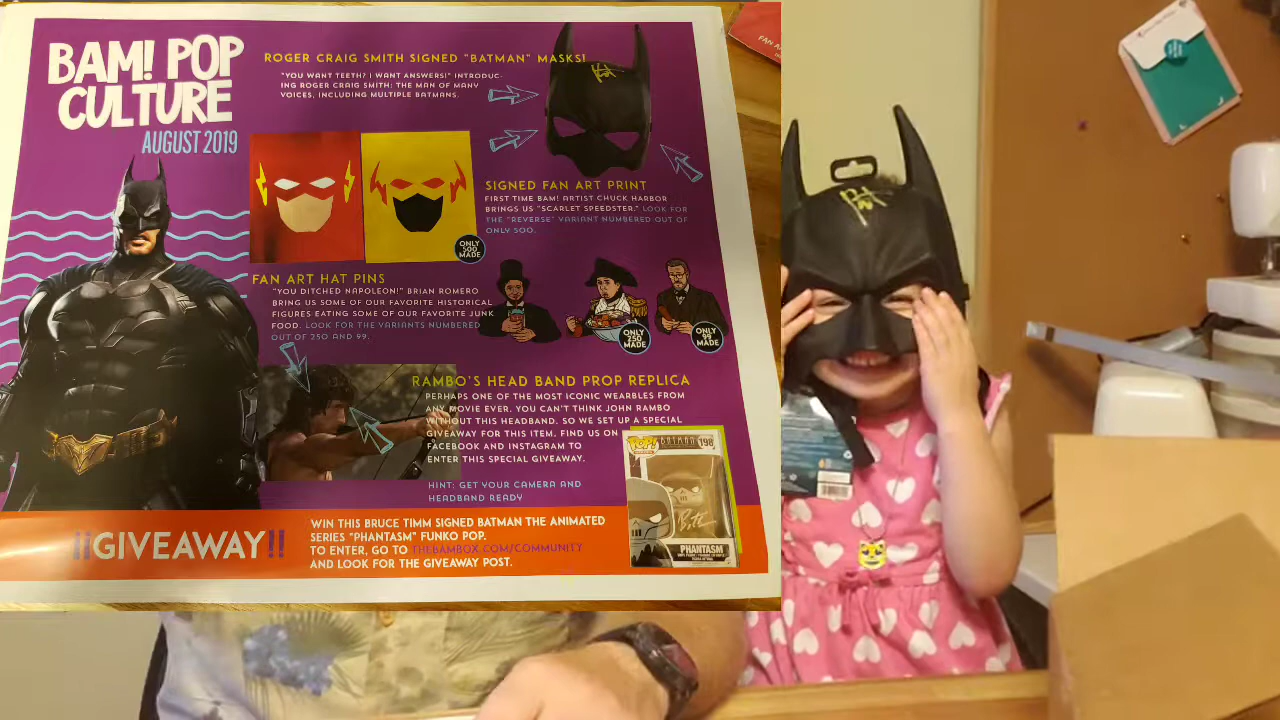 BAM! POP
CULTURE
AUGUST 2019
ROGER CRAIG SMITH SIGNED "BATMAN" MASKS!
"YOU WANT TEETH? I WANT ANSWERS!" INTRODUC-
ING ROGER CRAIG SMITH: THE MAN OF MANY
VOICES, INCLUDING MULTIPLE BATMANS.
SIGNED FAN ART PRINT
FIRST TIME BAM! ARTIST CHUCK HARBOR
BRINGS US "SCARLET SPEEDSTER." LOOK FOR
THE "REVERSE" VARIANT NUMBERED OUT OF
ONLY 500.
ONLY
500
MADE
FAN ART HAT PINS
"YOU DITCHED NAPOLEON!" BRIAN ROMERO
BRING US SOME OF OUR FAVORITE HISTORICAL
FIGURES EATING SOME OF OUR FAVORITE JUNK
FOOD. LOOK FOR THE VARIANTS NUMBERED
OUT OF 250 AND 99.
ONLY
250
MADE
ONLY
99
MADE
RAMBO'S HEAD BAND PROP REPLICA
PERHAPS ONE OF THE MOST ICONIC WEARBLES FROM
ANY MOVIE EVER. YOU CAN'T THINK JOHN RAMBO
WITHOUT THIS HEADBAND. SO WE SET UP A SPECIAL
GIVEAWAY FOR THIS ITEM. FIND US ON
FACEBOOK AND INSTAGRAM TO
ENTER THIS SPECIAL GIVEAWAY.
HINT: GET YOUR CAMERA AND
HEADBAND READY
POP!
BATMAN 198
PHANTASM
!!GIVEAWAY!!
WIN THIS BRUCE TIMM SIGNED BATMAN THE ANIMATED
SERIES "PHANTASM" FUNKO POP.
TO ENTER, GO TO THEBAMBOX.COM/COMMUNITY
AND LOOK FOR THE GIVEAWAY POST.
FAN A